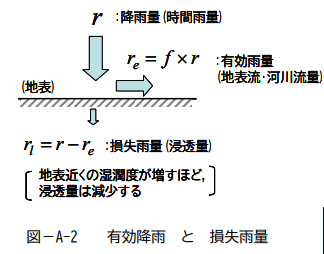 r :降雨量(時間雨量)
rₑ = f × r :有効雨量
(地表流・河川流量)
(地表)
rₗ = r − rₑ :損失雨量(浸透量)
地表近くの湿潤度が増すほど,
浸透量は減少する
図-A-2 有効降雨 と 損失雨量